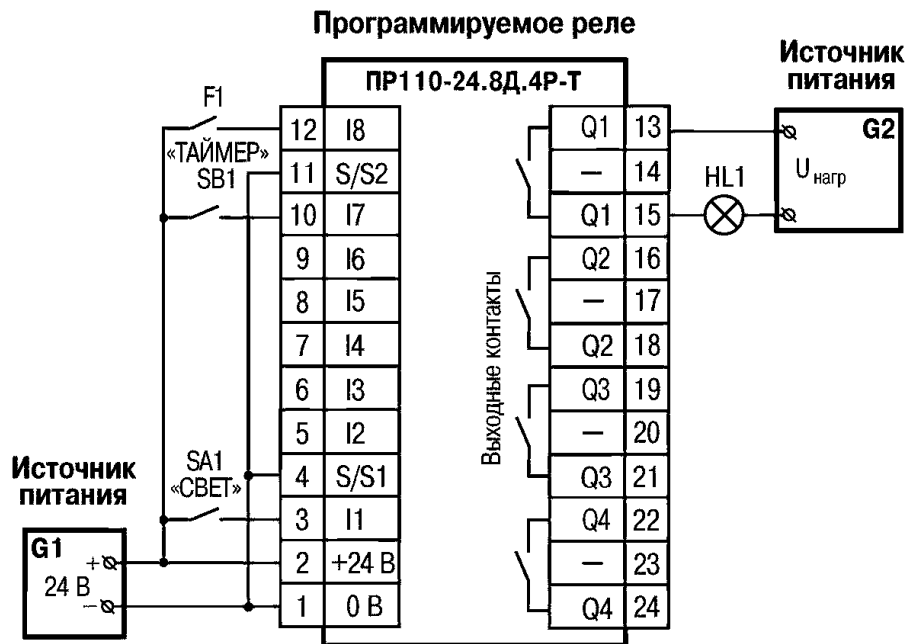 Программируемое реле
ПР110-24.8Д.4Р-Т
Источник
питания
F1
«ТАЙМЕР»
SB1
12 I8
11 S/S2
10 I7
9 I6
8 I5
7 I4
6 I3
5 I2
4 S/S1
3 I1
2 +24 В
1 0 В
SA1
«СВЕТ»
Источник
питания
G1
+
24 В
−
Выходные контакты
Q1 13
— 14
Q1 15
Q2 16
— 17
Q2 18
Q3 19
— 20
Q3 21
Q4 22
— 23
Q4 24
HL1
G2
Uнагр